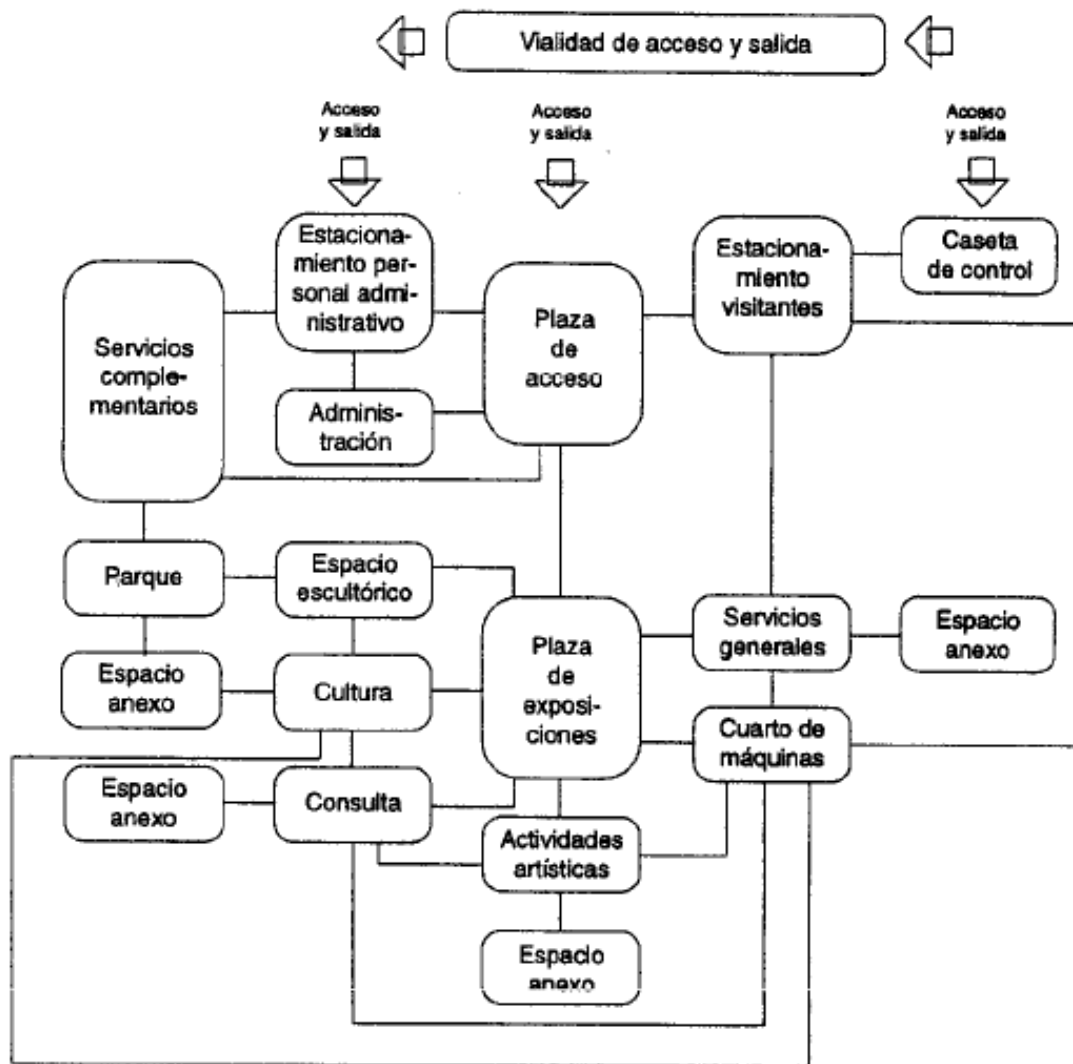 Vialidad de acceso y salida
Acceso
y salida
Acceso
y salida
Acceso
y salida
Estaciona-
miento per-
sonal admi-
nistrativo
Estaciona-
miento
visitantes
Caseta
de control
Servicios
comple-
mentarios
Plaza
de
acceso
Adminis-
tración
Parque
Espacio
escultórico
Plaza
de
exposi-
ciones
Servicios
generales
Espacio
anexo
Espacio
anexo
Cultura
Cuarto de
máquinas
Espacio
anexo
Consulta
Actividades
artísticas
Espacio
anexo